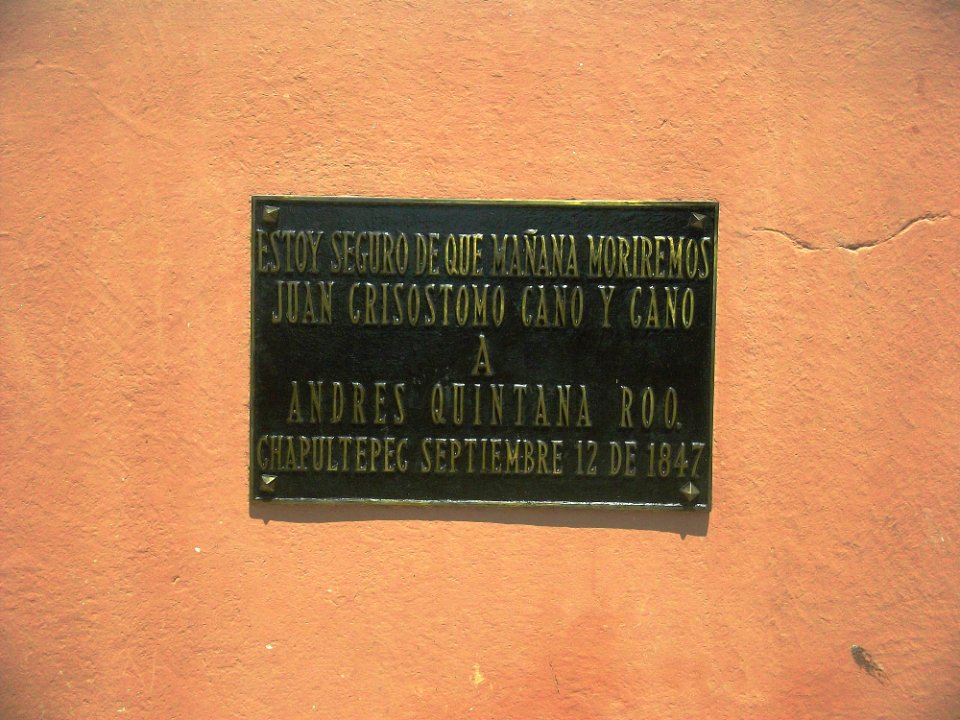 ESTOY SEGURO DE QUE MAÑANA MORIREMOS
JUAN CRISOSTOMO CANO Y CANO
A
ANDRES QUINTANA ROO.
CHAPULTEPEC SEPTIEMBRE 12 DE 1847